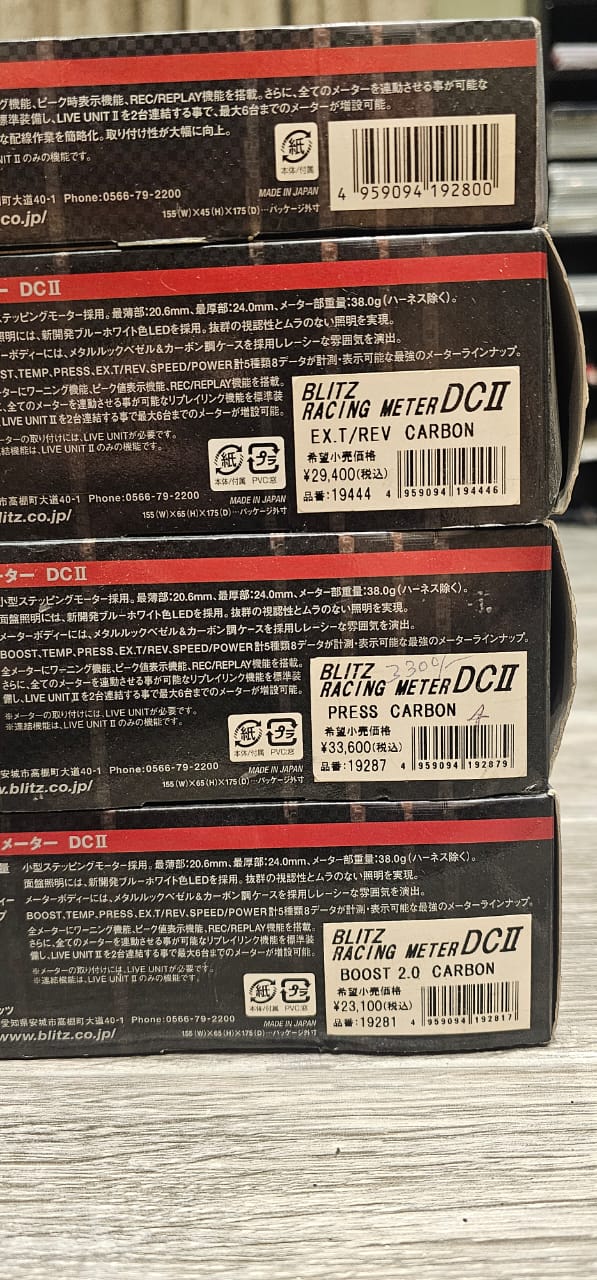 グ機能、ピーク時表示機能、REC/REPLAY機能を搭載。さらに、全てのメーターを連動させる事が可能な
標準装備し、LIVE UNIT Ⅱを2台連結する事で、最大6台までのメーターが増設可能。
な配線作業を簡略化。取り付け性が大幅に向上。
UNIT Ⅱのみの機能です。
紙
本体/付属
町大道40-1 Phone:0566-79-2200
co.jp/
MADE IN JAPAN
155(W)×45(H)×175(D)…パッケージ外寸
4 959094 192800
ー DCⅡ
ステッピングモーター採用。最薄部:20.6mm、最厚部:24.0mm、メーター部重量:38.0g(ハーネス除く)。
照明には、新開発ブルーホワイト色LEDを採用。抜群の視認性とムラのない照明を実現。
ーボディーには、メタルルックベゼル&カーボン調ケースを採用しレーシーな雰囲気を演出。
OST、TEMP、PRESS、EX.T/REV、SPEED/POWER計5種類8データが計測・表示可能な最強のメーターラインナップ。
ーターにワーニング機能、ピーク値表示機能、REC/REPLAY機能を搭載。
に、全てのメーターを連動させる事が可能なリプレイリンク機能を標準装
UNIT Ⅱを2台連結する事で最大6台までのメーターが増設可能。
ーターの取り付けには、LIVE UNITが必要です。
結機能は、LIVE UNIT Ⅱのみの機能です。
紙 プラ
本体/付属 PVC:窓
市高棚町大道40-1 Phone:0566-79-2200
litz.co.jp/
MADE IN JAPAN
155(W)×65(H)×175(D)…パッケージ外寸
BLITZ
RACING METER DCⅡ
EX.T/REV CARBON
希望小売価格
¥29,400(税込)
品番:19444
4 959094 194446
ーター DCⅡ
小型ステッピングモーター採用。最薄部:20.6mm、最厚部:24.0mm、メーター部重量:38.0g(ハーネス除く)。
面盤照明には、新開発ブルーホワイト色LEDを採用。抜群の視認性とムラのない照明を実現。
メーターボディーには、メタルルックベゼル&カーボン調ケースを採用しレーシーな雰囲気を演出。
BOOST、TEMP、PRESS、EX.T/REV、SPEED/POWER計5種類8データが計測・表示可能な最強のメーターラインナップ。
全メーターにワーニング機能、ピーク値表示機能、REC/REPLAY機能を搭載。
さらに、全てのメーターを連動させる事が可能なリプレイリンク機能を標準装
備し、LIVE UNIT Ⅱを2台連結する事で最大6台までのメーターが増設可能。
※メーターの取り付けには、LIVE UNITが必要です。
※連結機能は、LIVE UNIT Ⅱのみの機能です。
紙 プラ
本体/付属 PVC:窓
安城市高棚町大道40-1 Phone:0566-79-2200
w.blitz.co.jp/
MADE IN JAPAN
155(W)×65(H)×175(D)…パッケージ外寸
BLITZ
RACING METER DCⅡ
PRESS CARBON
希望小売価格
¥33,600(税込)
品番:19287
4 959094 192879
メーター DCⅡ
量 小型ステッピングモーター採用。最薄部:20.6mm、最厚部:24.0mm、メーター部重量:38.0g(ハーネス除く)。
面盤照明には、新開発ブルーホワイト色LEDを採用。抜群の視認性とムラのない照明を実現。
ィー メーターボディーには、メタルルックベゼル&カーボン調ケースを採用しレーシーな雰囲気を演出。
プ BOOST、TEMP、PRESS、EX.T/REV、SPEED/POWER計5種類8データが計測・表示可能な最強のメーターラインナップ。
全メーターにワーニング機能、ピーク値表示機能、REC/REPLAY機能を搭載。
さらに、全てのメーターを連動させる事が可能なリプレイリンク機能を標準装
備し、LIVE UNIT Ⅱを2台連結する事で最大6台までのメーターが増設可能。
※メーターの取り付けには、LIVE UNITが必要です。
※連結機能は、LIVE UNIT Ⅱのみの機能です。
紙 プラ
本体/付属 PVC:窓
ッツ
愛知県安城市高棚町大道40-1 Phone:0566-79-2200
www.blitz.co.jp/
MADE IN JAPAN
155(W)×65(H)×175(D)…パッケージ外寸
BLITZ
RACING METER DCⅡ
BOOST 2.0 CARBON
希望小売価格
¥23,100(税込)
品番:19281
4 959094 192817